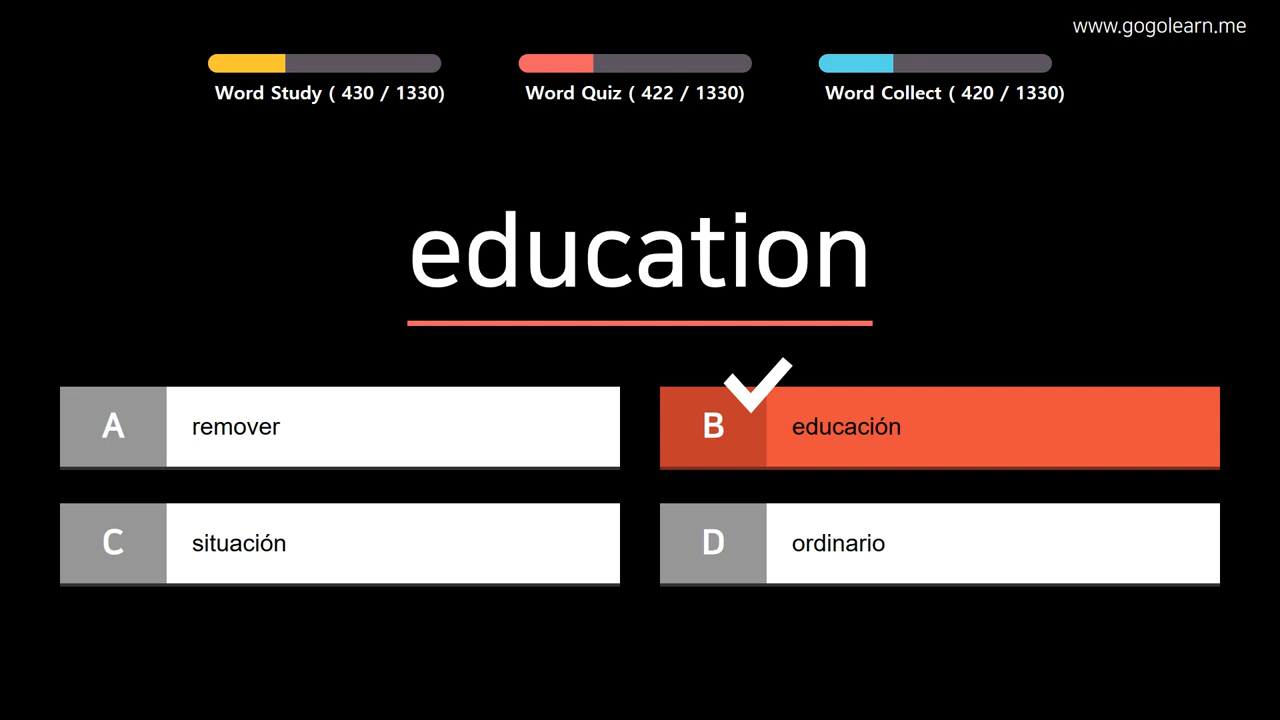 www.gogolearn.me
Word Study ( 430 / 1330)
Word Quiz ( 422 / 1330)
Word Collect ( 420 / 1330)
education
A remover
B educación
C situación
D ordinario